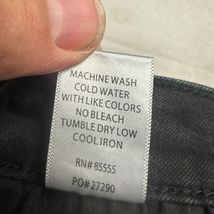 MACHINE WASH
COLD WATER
WITH LIKE COLORS
NO BLEACH
TUMBLE DRY LOW
COOL IRON
RN#85555
PO#27290